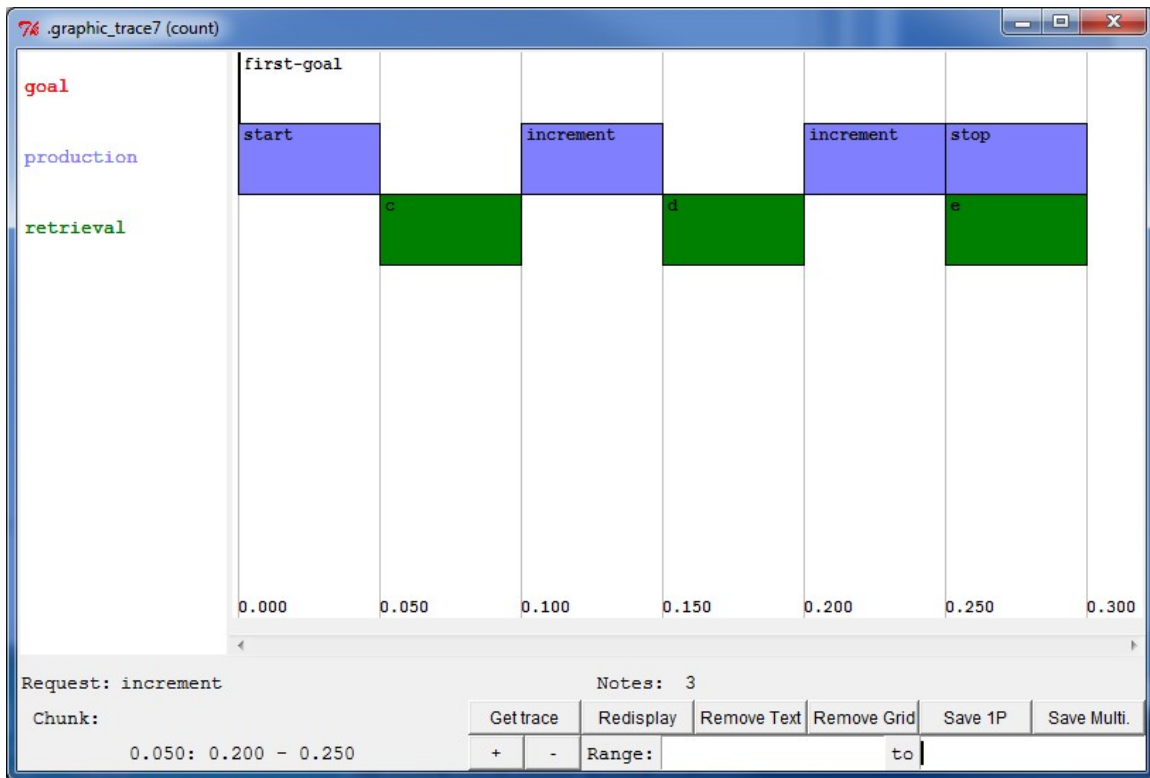 .graphic_trace7 (count)
first-goal
goal
start increment increment stop
production
c d e
retrieval
0.000 0.050 0.100 0.150 0.200 0.250 0.300
Request: increment Notes: 3
Chunk: Get trace Redisplay Remove Text Remove Grid Save 1P Save Multi.
0.050: 0.200 - 0.250 + - Range: to